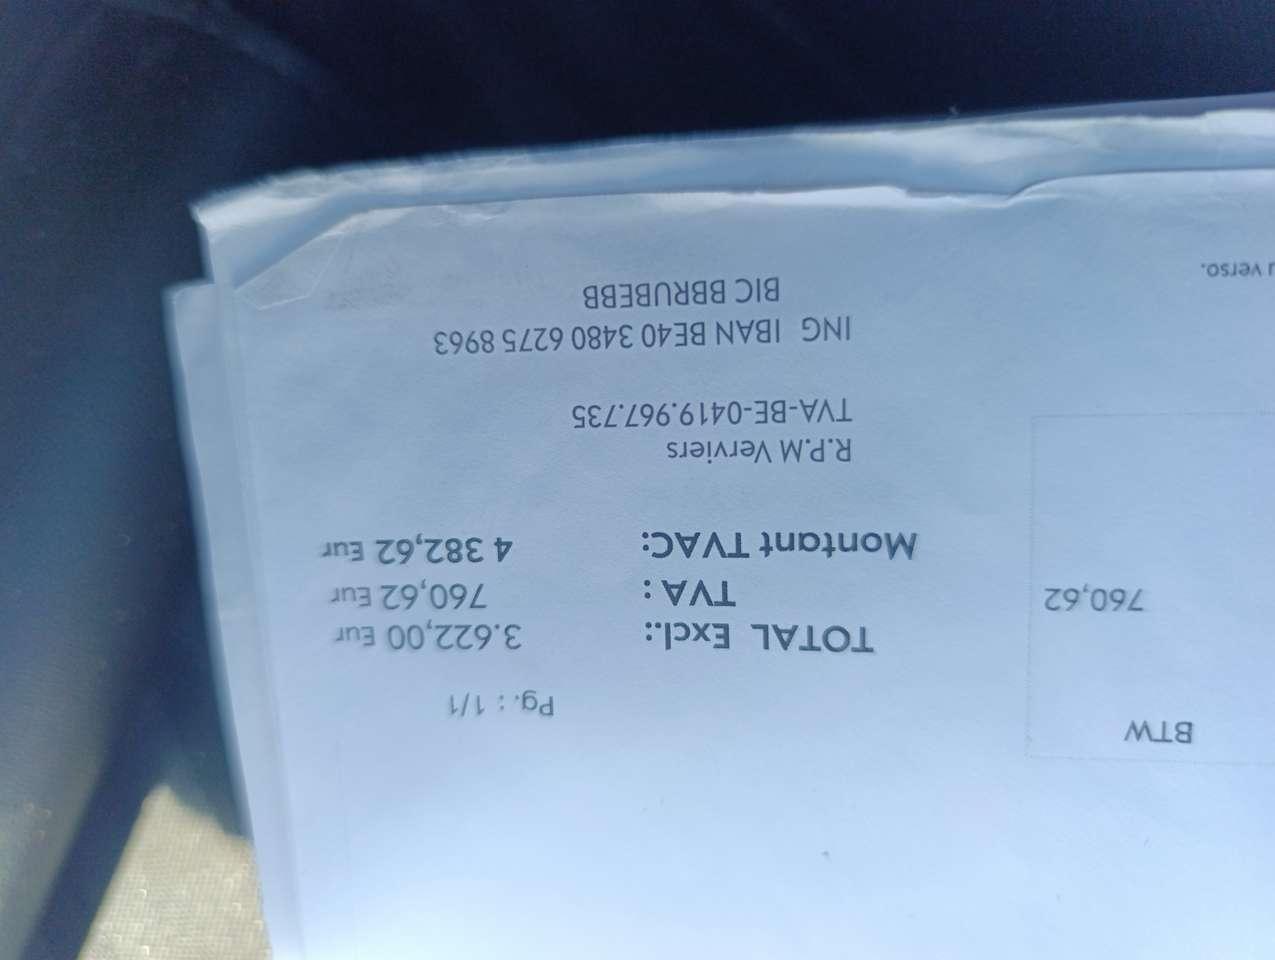 BTW
Pg. : 1/1
TOTAL Excl.: 3.622,00 Eur
760,62 TVA : 760,62 Eur
Montant TVAC: 4 382,62 Eur
R.P.M Verviers
TVA-BE-0419.967.735
ING IBAN BE40 3480 6275 8963
BIC BBRUBEBB
verso.